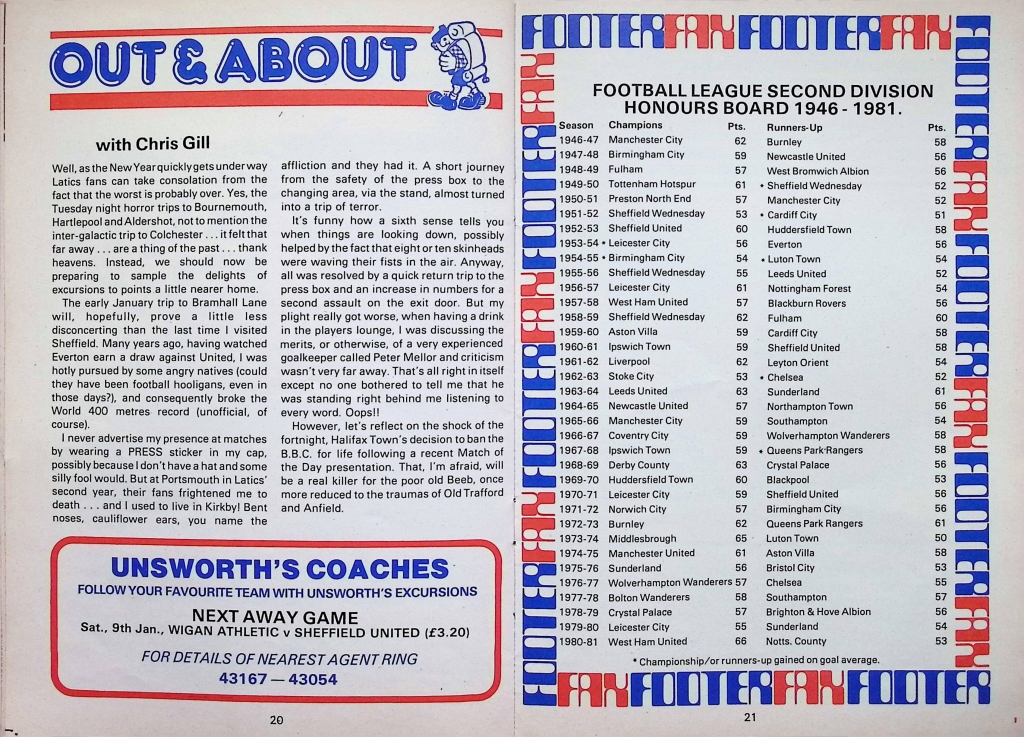 OUT & ABOUT
with Chris Gill
Well, as the New Year quickly gets under way
Latics fans can take consolation from the
fact that the worst is probably over. Yes, the
Tuesday night horror trips to Bournemouth,
Hartlepool and Aldershot, not to mention the
inter-galactic trip to Colchester . . . it felt that
far away . . . are a thing of the past . . . thank
heavens. Instead, we should now be
preparing to sample the delights of
excursions to points a little nearer home.
The early January trip to Bramhall Lane
will, hopefully, prove a little less
disconcerting than the last time I visited
Sheffield. Many years ago, having watched
Everton earn a draw against United, I was
hotly pursued by some angry natives (could
they have been football hooligans, even in
those days?), and consequently broke the
World 400 metres record (unofficial, of
course).
I never advertise my presence at matches
by wearing a PRESS sticker in my cap,
possibly because I don't have a hat and some
silly fool would. But at Portsmouth in Latics'
second year, their fans frightened me to
death . . . and I used to live in Kirkby! Bent
noses, cauliflower ears, you name the
affliction and they had it. A short journey
from the safety of the press box to the
changing area, via the stand, almost turned
into a trip of terror.
It's funny how a sixth sense tells you
when things are looking down, possibly
helped by the fact that eight or ten skinheads
were waving their fists in the air. Anyway,
all was resolved by a quick return trip to the
press box and an increase in numbers for a
second assault on the exit door. But my
plight really got worse, when having a drink
in the players lounge, I was discussing the
merits, or otherwise, of a very experienced
goalkeeper called Peter Mellor and criticism
wasn't very far away. That's all right in itself
except no one bothered to tell me that he
was standing right behind me listening to
every word. Oops!!
However, let's reflect on the shock of the
fortnight, Halifax Town's decision to ban the
B.B.C. for life following a recent Match of
the Day presentation. That, I'm afraid, will
be a real killer for the poor old Beeb, once
more reduced to the traumas of Old Trafford
and Anfield.
UNSWORTH'S COACHES
FOLLOW YOUR FAVOURITE TEAM WITH UNSWORTH'S EXCURSIONS
NEXT AWAY GAME
Sat., 9th Jan., WIGAN ATHLETIC v SHEFFIELD UNITED (£3.20)
FOR DETAILS OF NEAREST AGENT RING
43167 — 43054
20
FOOTER FAX FOOTER FAX
FOOTER FAX FOOTER FAX
FOOTER FAX FOOTER FAX FOOTER FAX FOOTER
FOOTBALL LEAGUE SECOND DIVISION
HONOURS BOARD 1946 - 1981.
Season Champions Pts. Runners-Up Pts.
1946-47 Manchester City 62 Burnley 58
1947-48 Birmingham City 59 Newcastle United 56
1948-49 Fulham 57 West Bromwich Albion 56
1949-50 Tottenham Hotspur 61 * Sheffield Wednesday 52
1950-51 Preston North End 57 Manchester City 52
1951-52 Sheffield Wednesday 53 * Cardiff City 51
1952-53 Sheffield United 60 Huddersfield Town 58
1953-54 * Leicester City 56 Everton 56
1954-55 * Birmingham City 54 * Luton Town 54
1955-56 Sheffield Wednesday 55 Leeds United 52
1956-57 Leicester City 61 Nottingham Forest 54
1957-58 West Ham United 57 Blackburn Rovers 56
1958-59 Sheffield Wednesday 62 Fulham 60
1959-60 Aston Villa 59 Cardiff City 58
1960-61 Ipswich Town 59 Sheffield United 58
1961-62 Liverpool 62 Leyton Orient 54
1962-63 Stoke City 53 * Chelsea 52
1963-64 Leeds United 63 Sunderland 61
1964-65 Newcastle United 57 Northampton Town 56
1965-66 Manchester City 59 Southampton 54
1966-67 Coventry City 59 Wolverhampton Wanderers 58
1967-68 Ipswich Town 59 * Queens Park Rangers 58
1968-69 Derby County 63 Crystal Palace 56
1969-70 Huddersfield Town 60 Blackpool 53
1970-71 Leicester City 59 Sheffield United 56
1971-72 Norwich City 57 Birmingham City 56
1972-73 Burnley 62 Queens Park Rangers 61
1973-74 Middlesbrough 65 Luton Town 50
1974-75 Manchester United 61 Aston Villa 58
1975-76 Sunderland 56 Bristol City 53
1976-77 Wolverhampton Wanderers 57 Chelsea 55
1977-78 Bolton Wanderers 58 Southampton 57
1978-79 Crystal Palace 57 Brighton & Hove Albion 56
1979-80 Leicester City 55 Sunderland 54
1980-81 West Ham United 66 Notts. County 53
* Championship/or runners-up gained on goal average.
FAX FOOTER FAX FOOTER
21